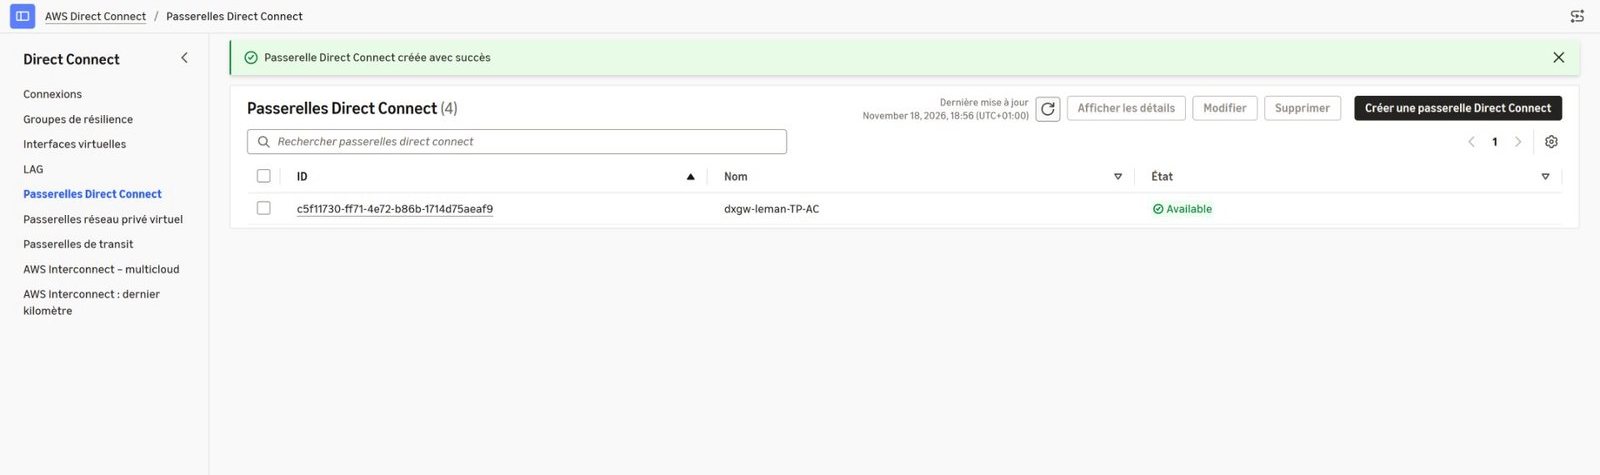 AWS Direct Connect / Passerelles Direct Connect
Direct Connect
Connexions
Groupes de résilience
Interfaces virtuelles
LAG
Passerelles Direct Connect
Passerelles réseau privé virtuel
Passerelles de transit
AWS Interconnect – multicloud
AWS Interconnect : dernier
kilomètre
Passerelle Direct Connect créée avec succès
Passerelles Direct Connect (4)
Dernière mise à jour
November 18, 2026, 18:56 (UTC+01:00)
Afficher les détails
Modifier
Supprimer
Créer une passerelle Direct Connect
Rechercher passerelles direct connect
1
ID Nom État
c5f11730-ff71-4e72-b86b-1714d75aeaf9 dxgw-leman-TP-AC Available